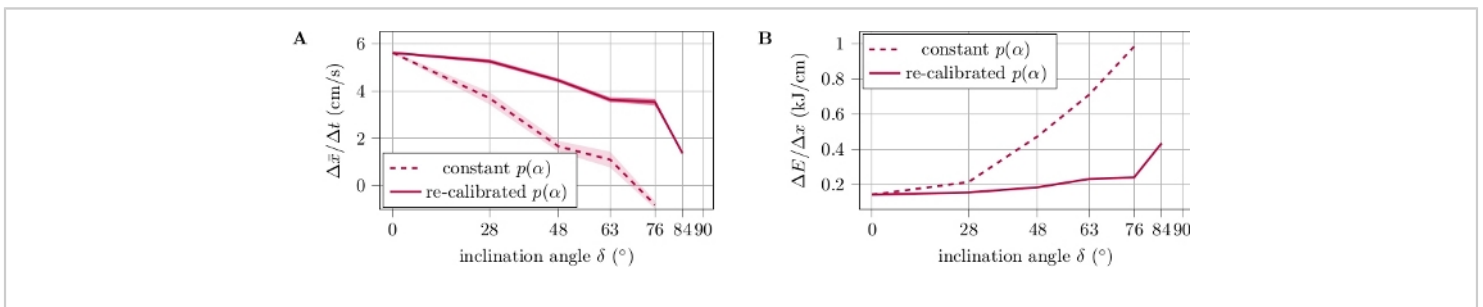 A
Δx̄/Δt (cm/s)
6
4
2
0
constant p(α)
re-calibrated p(α)
0 28 48 63 76 84 90
inclination angle δ (°)
B
ΔE/Δx (kJ/cm)
1
0.8
0.6
0.4
0.2
constant p(α)
re-calibrated p(α)
0 28 48 63 76 84 90
inclination angle δ (°)